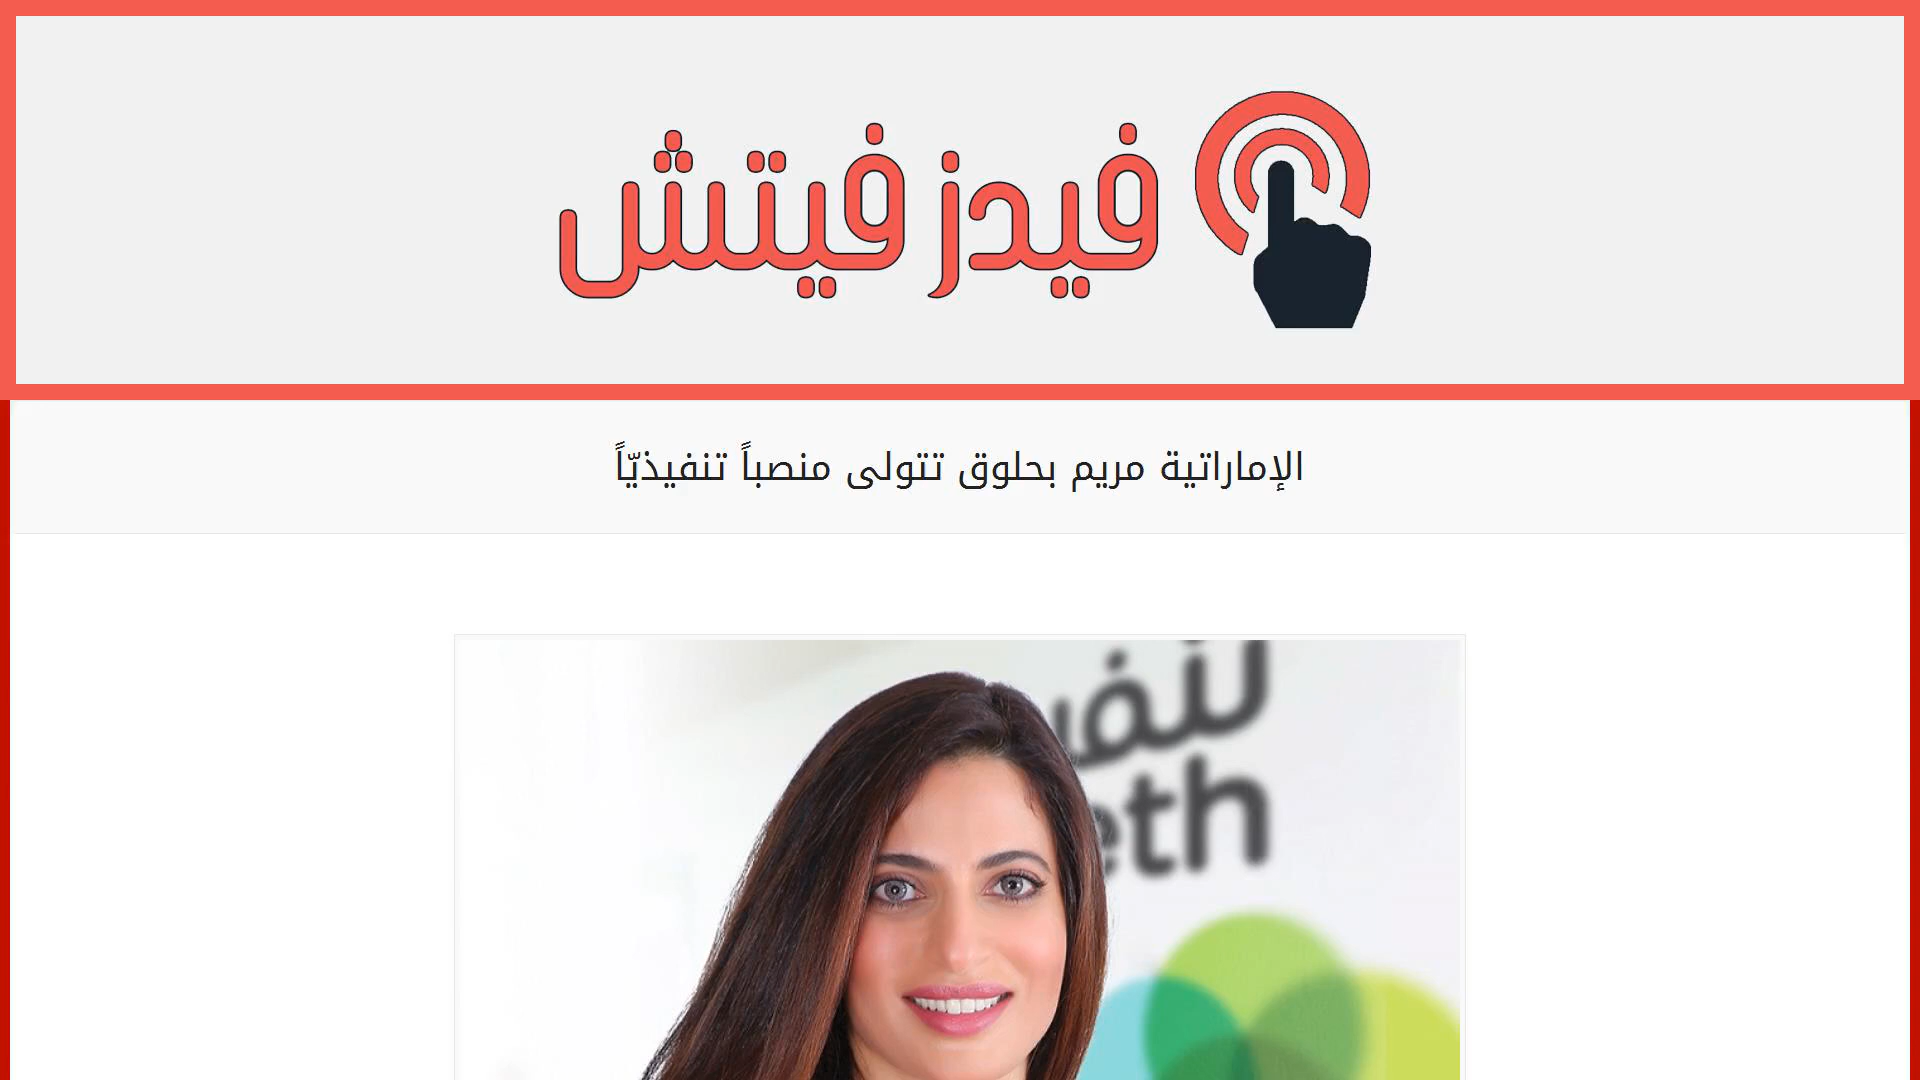 فيدز فيتش
الإماراتية مريم بحلوق تتولى منصباً تنفيذيّاً
eth